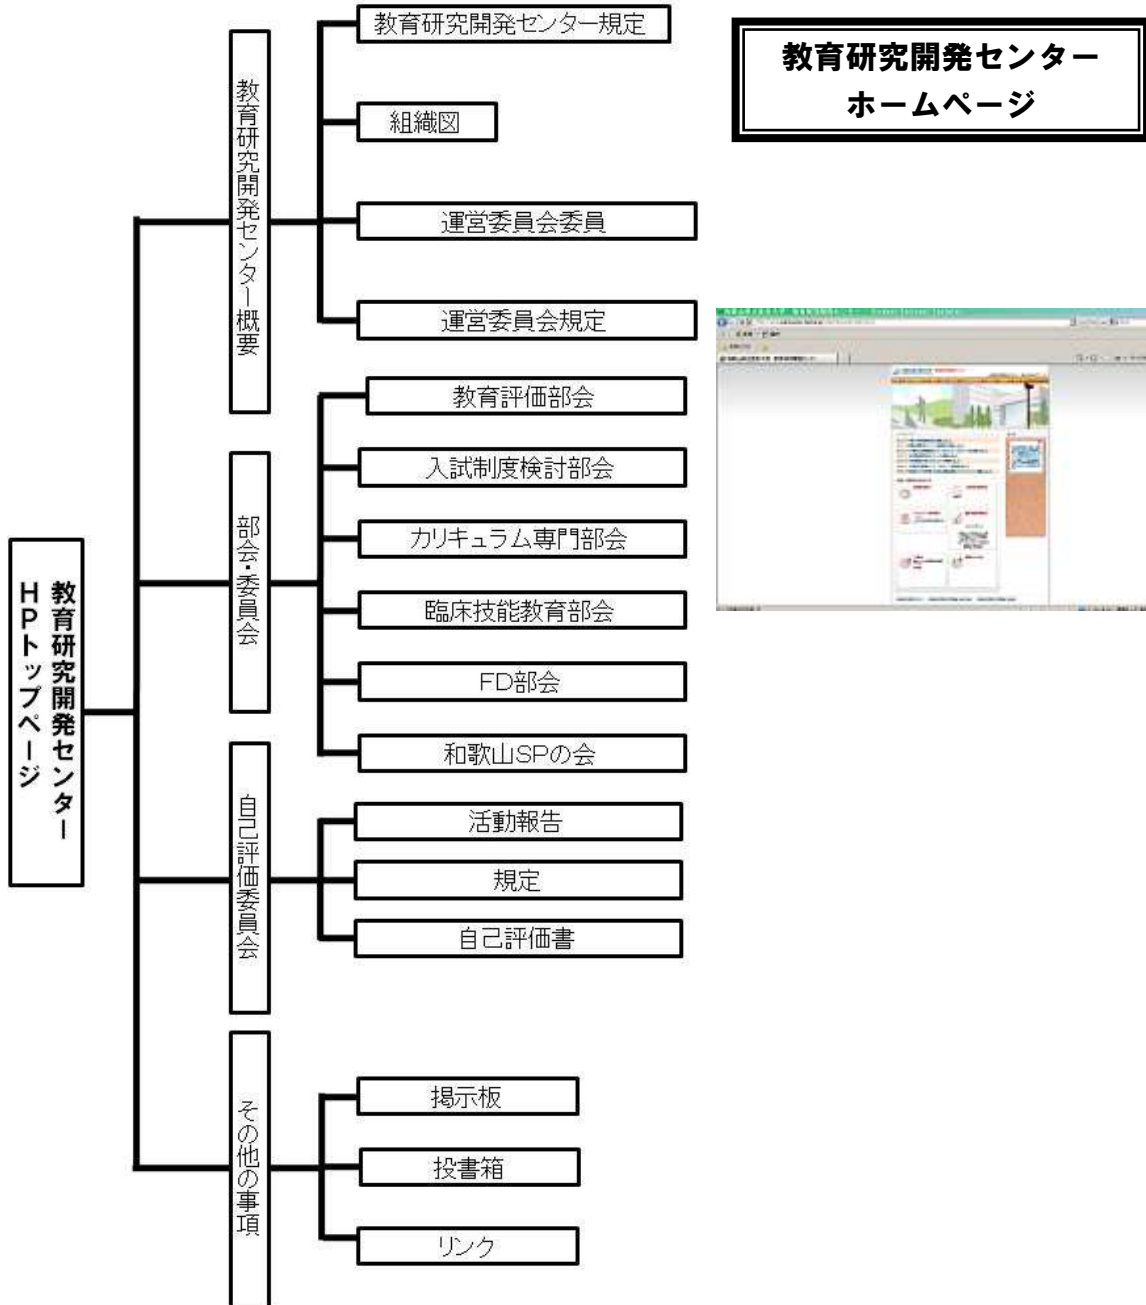 教育研究開発センター
ホームページ
教育研究開発センター
HPトップページ
教育研究開発センター概要
教育研究開発センター規定
組織図
運営委員会委員
運営委員会規定
部会・委員会
教育評価部会
入試制度検討部会
カリキュラム専門部会
臨床技能教育部会
FD部会
和歌山SPの会
自己評価委員会
活動報告
規定
自己評価書
その他の事項
掲示板
投書箱
リンク